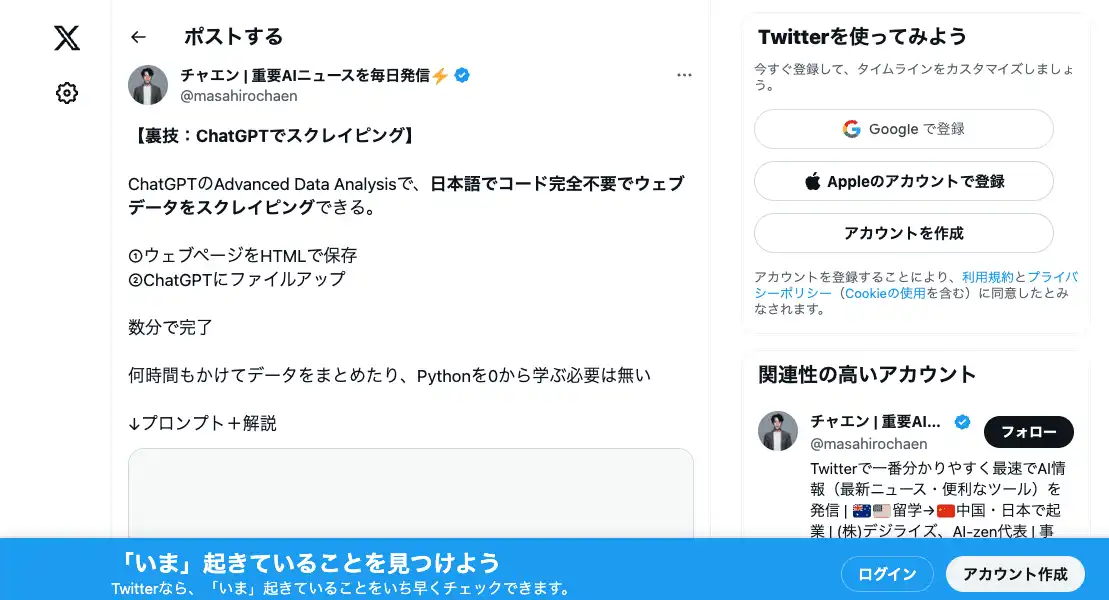 ポストする
チャエン | 重要AIニュースを毎日発信⚡
@masahirochaen
【裏技：ChatGPTでスクレイピング】
ChatGPTのAdvanced Data Analysisで、日本語でコード完全不要でウェブ
データをスクレイピングできる。
①ウェブページをHTMLで保存
②ChatGPTにファイルアップ
数分で完了
何時間もかけてデータをまとめたり、Pythonを0から学ぶ必要は無い
↓プロンプト＋解説
Twitterを使ってみよう
今すぐ登録して、タイムラインをカスタマイズしましょ
う。
Google で登録
Appleのアカウントで登録
アカウントを作成
アカウントを登録することにより、利用規約とプライバ
シーポリシー（Cookieの使用を含む）に同意したとみ
なされます。
関連性の高いアカウント
チャエン | 重要AI...
@masahirochaen
フォロー
Twitterで一番分かりやすく最速でAI情
報（最新ニュース・便利なツール）を
発信 | 🇦🇺🇲🇾留学→🇨🇳中国・日本で起
業 | (株)デジライズ、AI-zen代表 | 事
「いま」起きていることを見つけよう
Twitterなら、「いま」起きていることをいち早くチェックできます。
ログイン
アカウント作成